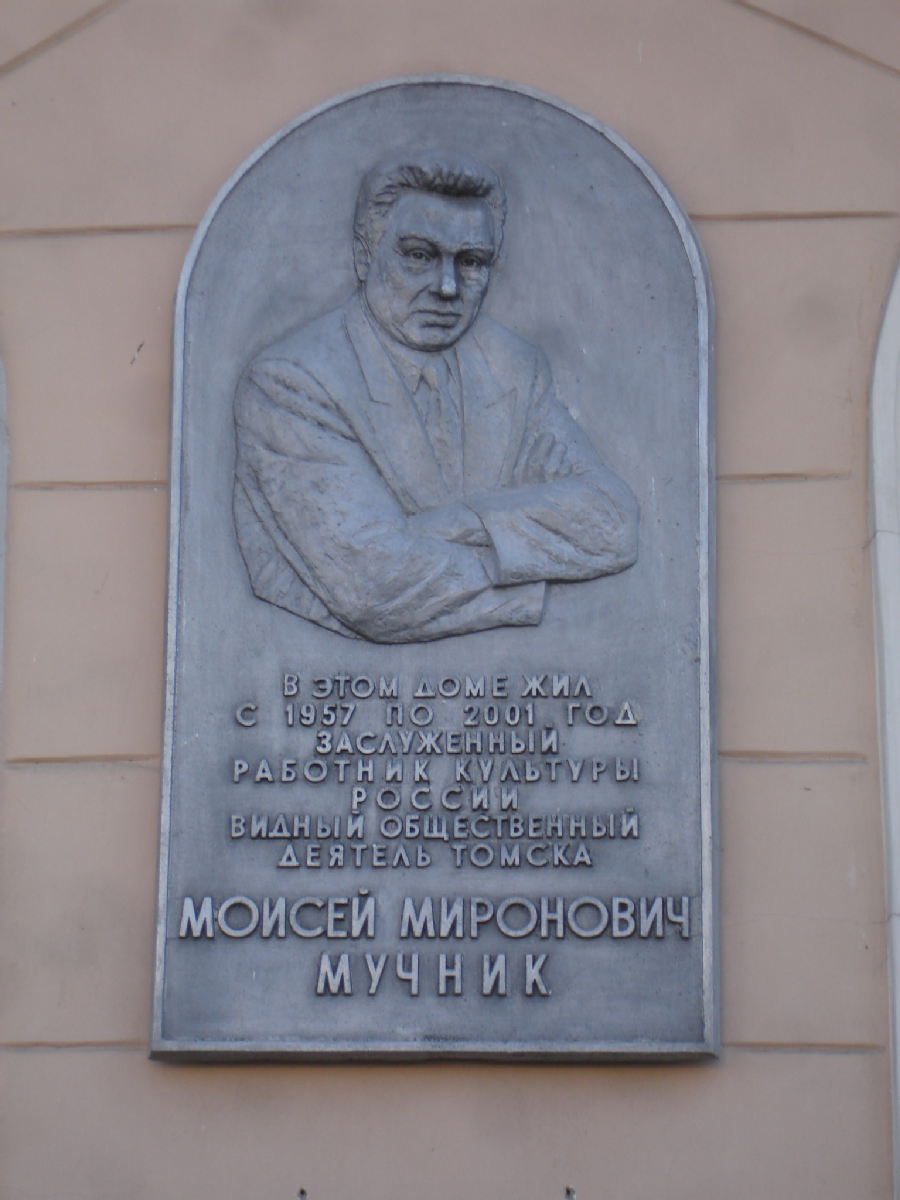 В ЭТОМ ДОМЕ ЖИЛ
С 1957 ПО 2001 ГОД
ЗАСЛУЖЕННЫЙ
РАБОТНИК КУЛЬТУРЫ
РОССИИ
ВИДНЫЙ ОБЩЕСТВЕННЫЙ
ДЕЯТЕЛЬ ТОМСКА
МОИСЕЙ МИРОНОВИЧ
МУЧНИК